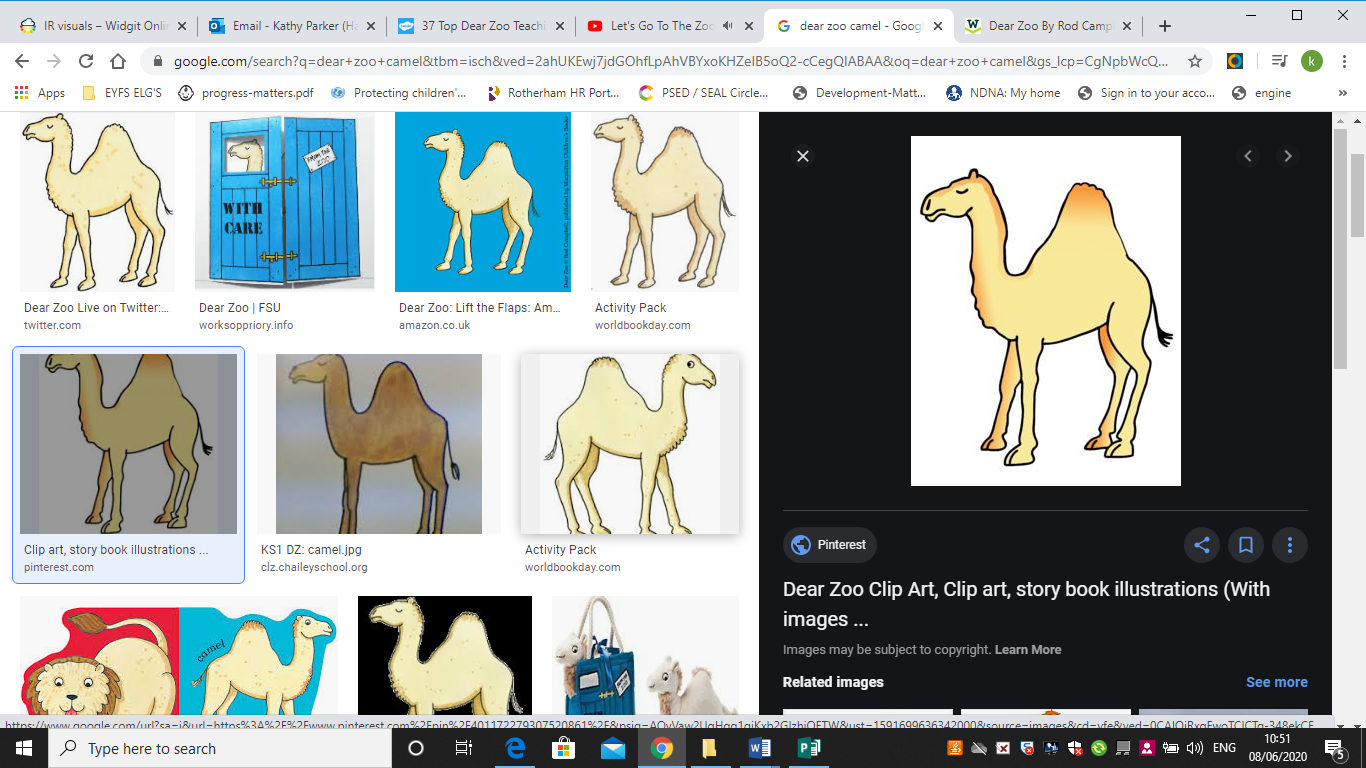 IR visuals – Widgit Onli
Email - Kathy Parker (Ha
37 Top Dear Zoo Teachi
Let's Go To The Zoo
dear zoo camel - Goog
Dear Zoo By Rod Camp
google.com/search?q=dear+zoo+camel&tbm=isch&ved=2ahUKEwj7jdGOhfLpAhVBYxoKHZeIB5oQ2-cCegQIABAA&oq=dear+zoo+camel&gs_lcp=CgNpbWcQ...
k
Apps
EYFS ELG'S
progress-matters.pdf
Protecting children'...
Rotherham HR Port...
PSED / SEAL Circle...
Development-Matt...
NDNA: My home
Sign in to your acco...
engine
»
FROM THE ZOO
WITH
CARE
Dear Zoo Live on Twitter:...
twitter.com
Dear Zoo | FSU
worksoppriory.info
Dear Zoo: Lift the Flaps: Am...
amazon.co.uk
Activity Pack
worldbookday.com
Clip art, story book illustrations ...
pinterest.com
KS1 DZ: camel.jpg
clz.chaileyschool.org
Activity Pack
worldbookday.com
camel
Pinterest
Dear Zoo Clip Art, Clip art, story book illustrations (With
images ...
Images may be subject to copyright. Learn More
Related images
See more
Type here to search
ENG
10:51
08/06/2020
5